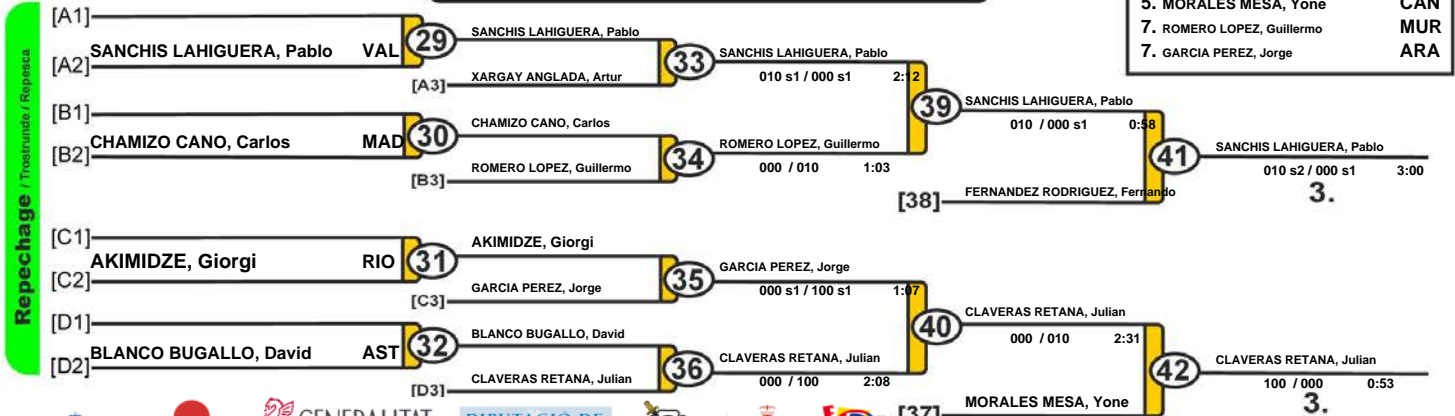 5. MORALES MESA, Yone CAN
7. ROMERO LOPEZ, Guillermo MUR
7. GARCIA PEREZ, Jorge ARA
Repechage / Trostrunde / Repesca
[A1]
SANCHIS LAHIGUERA, Pablo VAL
[A2]
29
SANCHIS LAHIGUERA, Pablo
XARGAY ANGLADA, Artur
[A3]
33
SANCHIS LAHIGUERA, Pablo
010 s1 / 000 s1 2:12
[B1]
CHAMIZO CANO, Carlos MAD
[B2]
30
CHAMIZO CANO, Carlos
ROMERO LOPEZ, Guillermo
[B3]
34
ROMERO LOPEZ, Guillermo
000 / 010 1:03
39
SANCHIS LAHIGUERA, Pablo
010 / 000 s1 0:58
FERNANDEZ RODRIGUEZ, Fernando
[38]
41
SANCHIS LAHIGUERA, Pablo
010 s2 / 000 s1 3:00
3.
[C1]
AKIMIDZE, Giorgi RIO
[C2]
31
AKIMIDZE, Giorgi
GARCIA PEREZ, Jorge
[C3]
35
GARCIA PEREZ, Jorge
000 s1 / 100 s1 1:07
[D1]
BLANCO BUGALLO, David AST
[D2]
32
BLANCO BUGALLO, David
CLAVERAS RETANA, Julian
[D3]
36
CLAVERAS RETANA, Julian
000 / 100 2:08
40
CLAVERAS RETANA, Julian
000 / 010 2:31
MORALES MESA, Yone
[37]
42
CLAVERAS RETANA, Julian
100 / 000 0:53
3.
GENERALITAT
DIPUTACIÓ DE